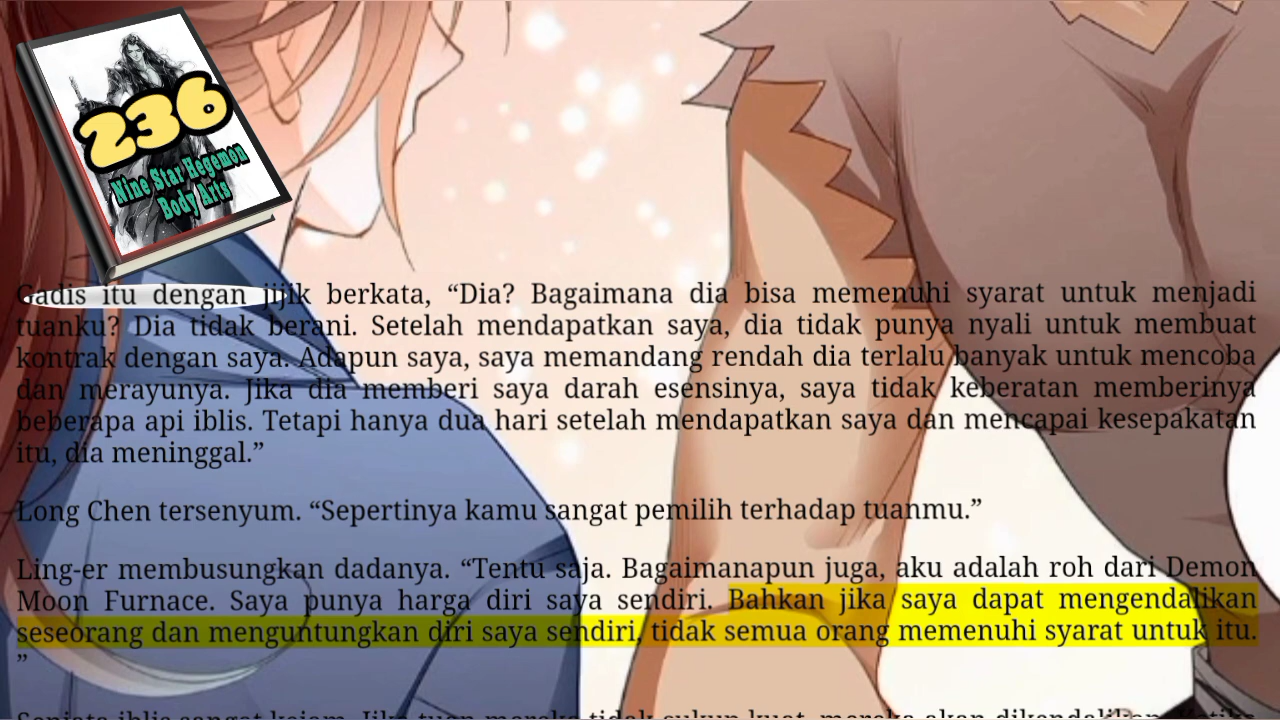 236
Nine Star Hegemon
Body Arts
Gadis itu dengan jijik berkata, “Dia? Bagaimana dia bisa memenuhi syarat untuk menjadi
tuanku? Dia tidak berani. Setelah mendapatkan saya, dia tidak punya nyali untuk membuat
kontrak dengan saya. Adapun saya, saya memandang rendah dia terlalu banyak untuk mencoba
dan merayunya. Jika dia memberi saya darah esensinya, saya tidak keberatan memberinya
beberapa api iblis. Tetapi hanya dua hari setelah mendapatkan saya dan mencapai kesepakatan
itu, dia meninggal.”
Long Chen tersenyum. “Sepertinya kamu sangat pemilih terhadap tuanmu.”
Ling-er membusungkan dadanya. “Tentu saja. Bagaimanapun juga, aku adalah roh dari Demon
Moon Furnace. Saya punya harga diri saya sendiri. Bahkan jika saya dapat mengendalikan
seseorang dan menguntungkan diri saya sendiri, tidak semua orang memenuhi syarat untuk itu.
”